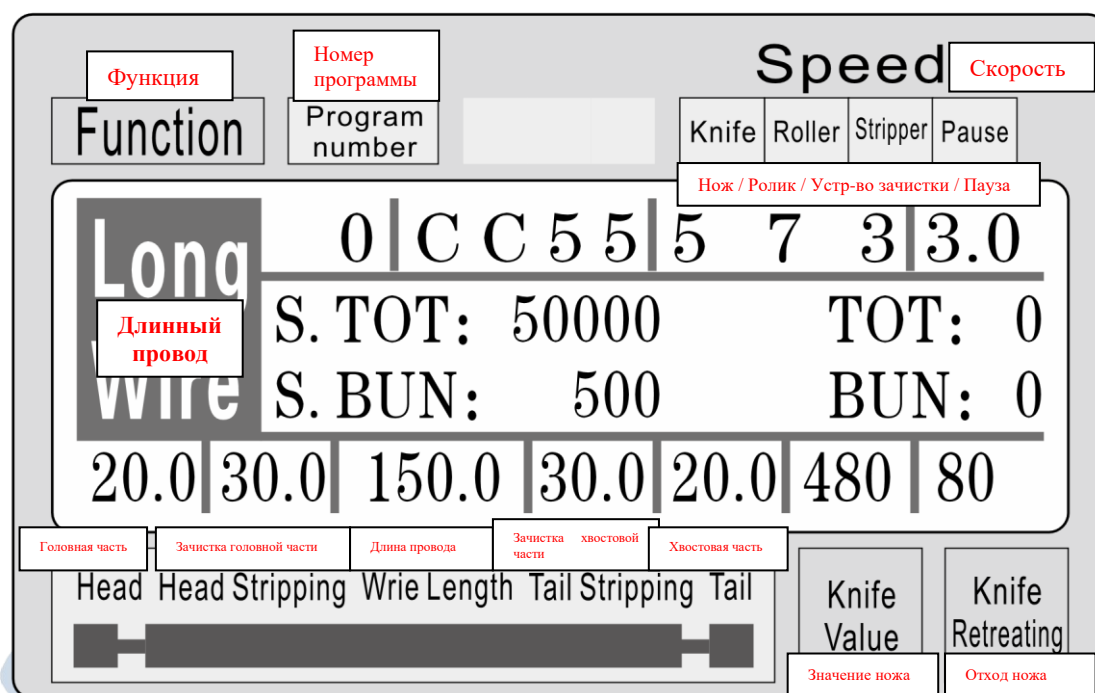 Speed
Скорость
Функция
Номер
программы
Function
Program
number
Knife Roller Stripper Pause
Нож / Ролик / Устр-во зачистки / Пауза
Long
Wire
Длинный
провод
0 C C 5 5 5 7 3 3.0
S. TOT: 50000 TOT: 0
S. BUN: 500 BUN: 0
20.0 30.0 150.0 30.0 20.0 480 80
Головная часть
Зачистка головной части
Длина провода
Зачистка хвостовой
части
Хвостовая часть
Head Head Stripping Wrie Length Tail Stripping Tail
Knife
Value
Knife
Retreating
Значение ножа
Отход ножа